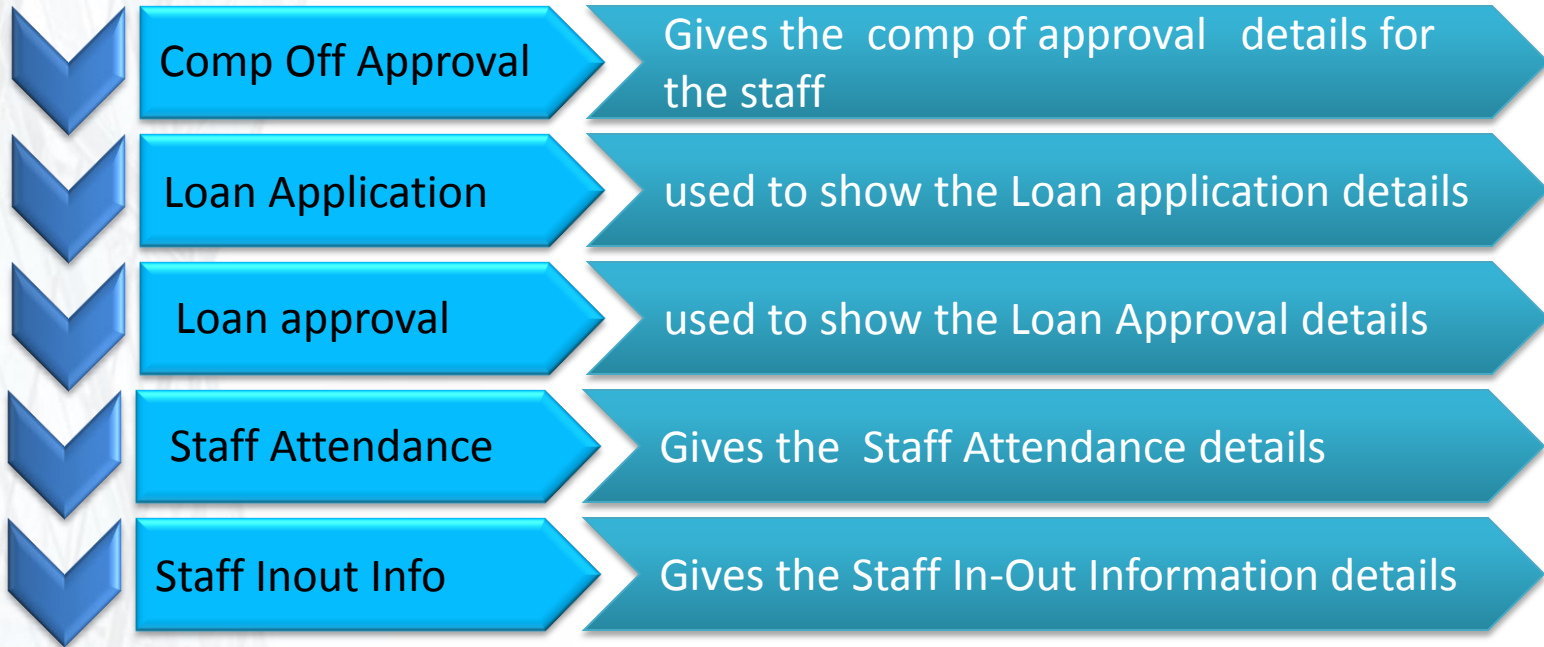 Comp Off Approval
Gives the comp of approval details for
the staff
Loan Application
used to show the Loan application details
Loan approval
used to show the Loan Approval details
Staff Attendance
Gives the Staff Attendance details
Staff Inout Info
Gives the Staff In-Out Information details